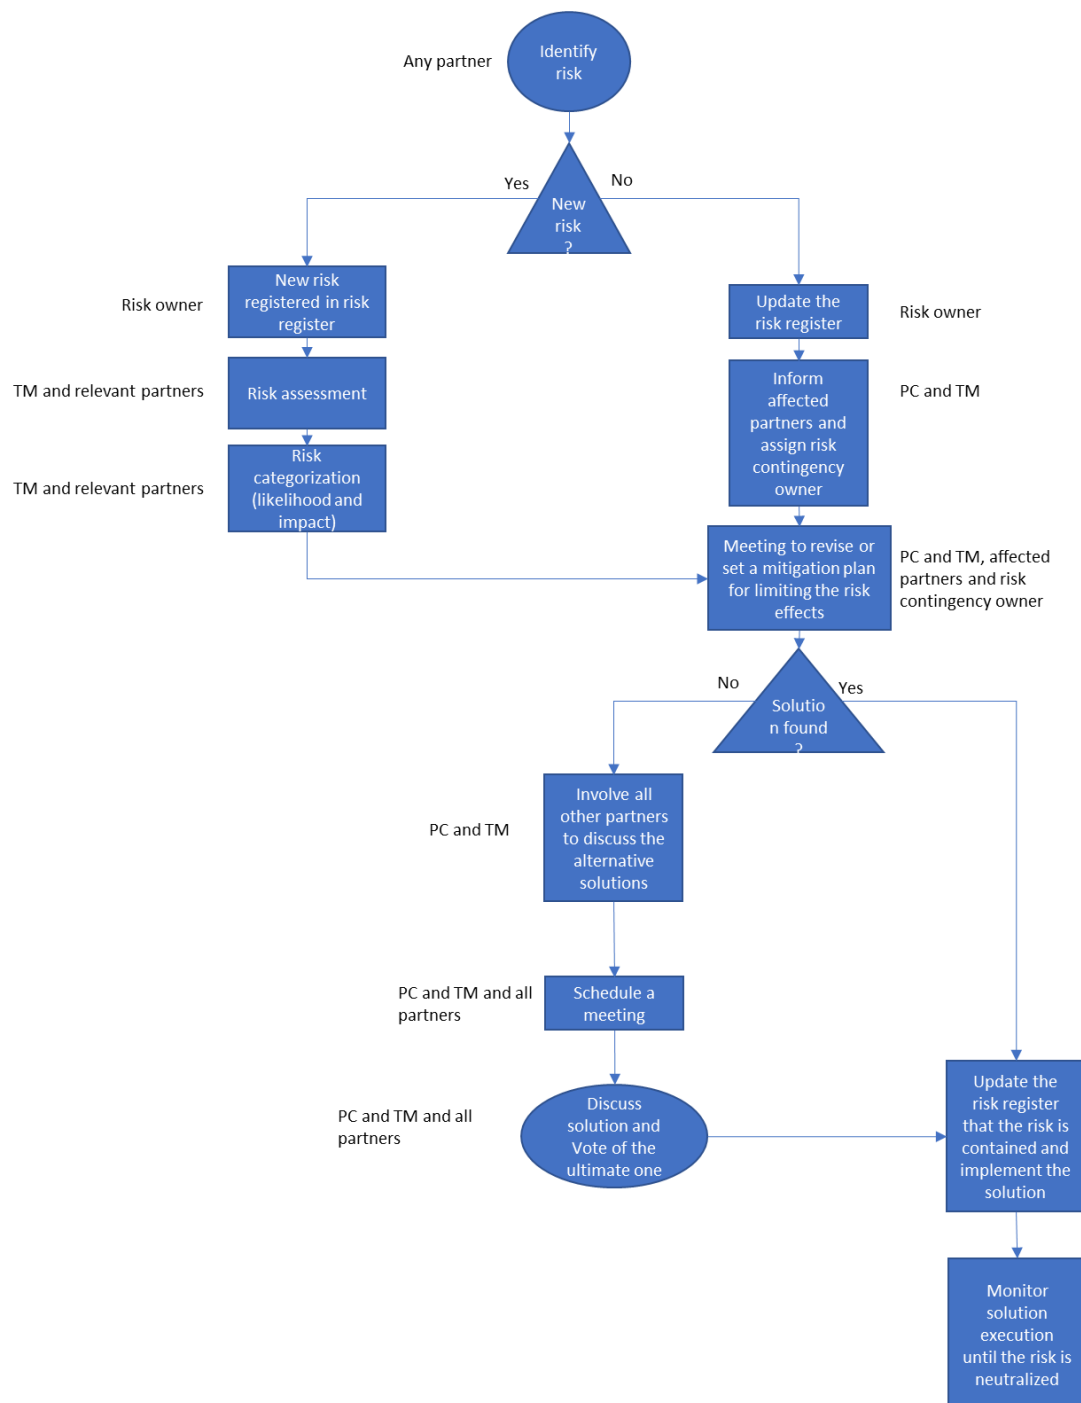 Any partner
Identify
risk
Yes
No
New
risk
?
Risk owner
New risk
registered in risk
register
Update the
risk register
Risk owner
TM and relevant partners
Risk assessment
Inform
affected
partners and
assign risk
contingency
owner
PC and TM
TM and relevant partners
Risk
categorization
(likelihood and
impact)
Meeting to revise or
set a mitigation plan
for limiting the risk
effects
PC and TM, affected
partners and risk
contingency owner
No
Yes
Solutio
n found
?
PC and TM
Involve all
other partners
to discuss the
alternative
solutions
PC and TM and all
partners
Schedule a
meeting
PC and TM and all
partners
Discuss
solution and
Vote of the
ultimate one
Update the
risk register
that the risk is
contained and
implement the
solution
Monitor
solution
execution
until the risk is
neutralized